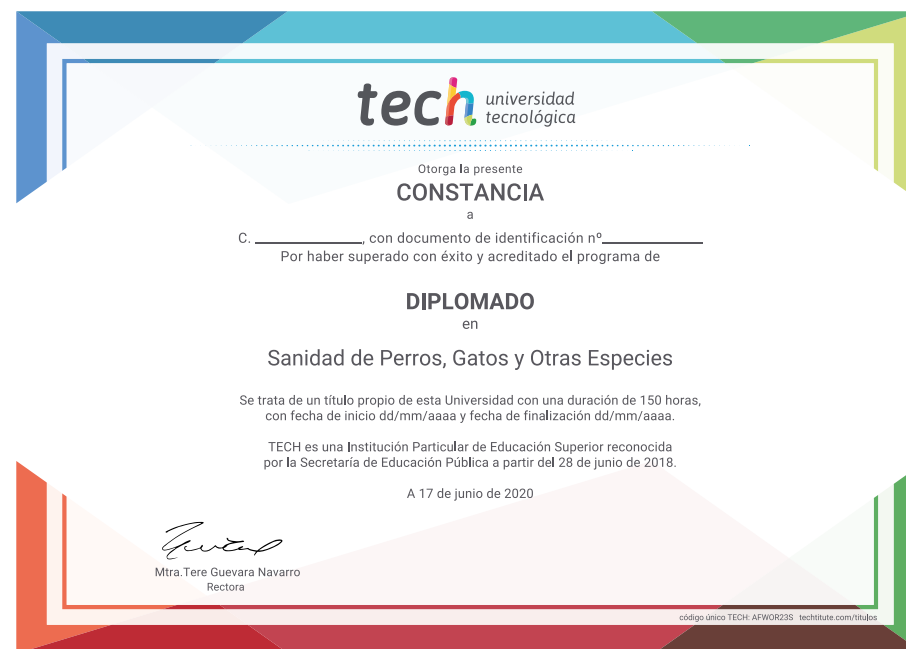 tech universidad
tecnológica
Otorga la presente
CONSTANCIA
a
C. ____________, con documento de identificación nº____________
Por haber superado con éxito y acreditado el programa de
DIPLOMADO
en
Sanidad de Perros, Gatos y Otras Especies
Se trata de un título propio de esta Universidad con una duración de 150 horas,
con fecha de inicio dd/mm/aaaa y fecha de finalización dd/mm/aaaa.
TECH es una Institución Particular de Educación Superior reconocida
por la Secretaría de Educación Pública a partir del 28 de junio de 2018.
A 17 de junio de 2020
Mtra.Tere Guevara Navarro
Rectora
código único TECH: AFWOR23S techtitute.com/titulos